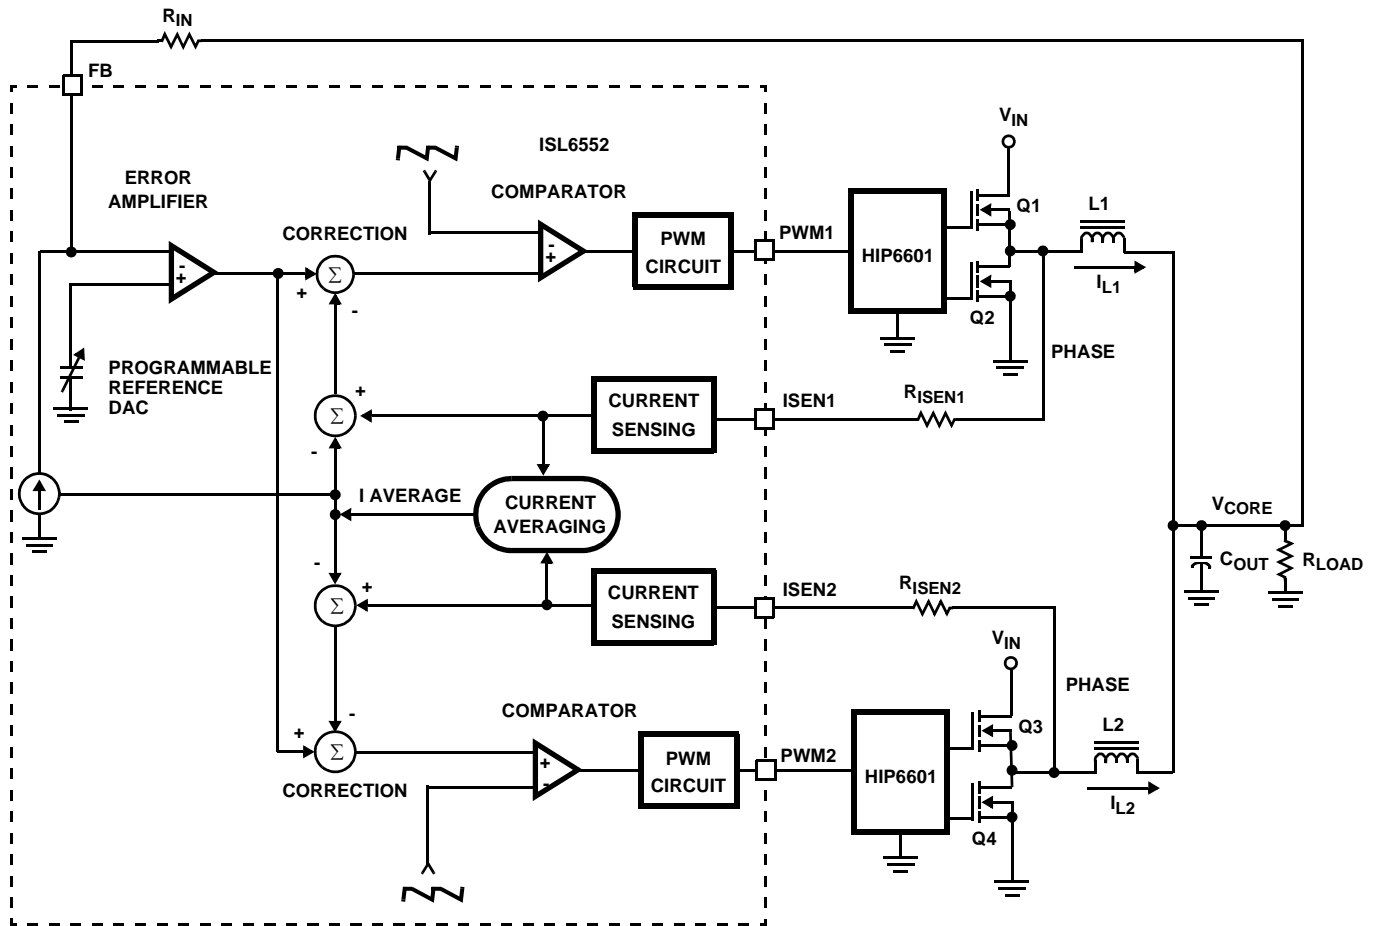 RIN
FB
ISL6552
VIN
ERROR
AMPLIFIER
COMPARATOR
CORRECTION
-
+
+
Σ
-
-
+
PWM
CIRCUIT
PWM1
HIP6601
Q1
Q2
L1
IL1
PHASE
PROGRAMMABLE
REFERENCE
DAC
+
Σ
-
CURRENT
SENSING
ISEN1
RISEN1
I AVERAGE
CURRENT
AVERAGING
VCORE
COUT
RLOAD
-
+
Σ
CURRENT
SENSING
ISEN2
RISEN2
VIN
PHASE
-
+
Σ
CORRECTION
COMPARATOR
+
-
PWM
CIRCUIT
PWM2
HIP6601
Q3
Q4
L2
IL2